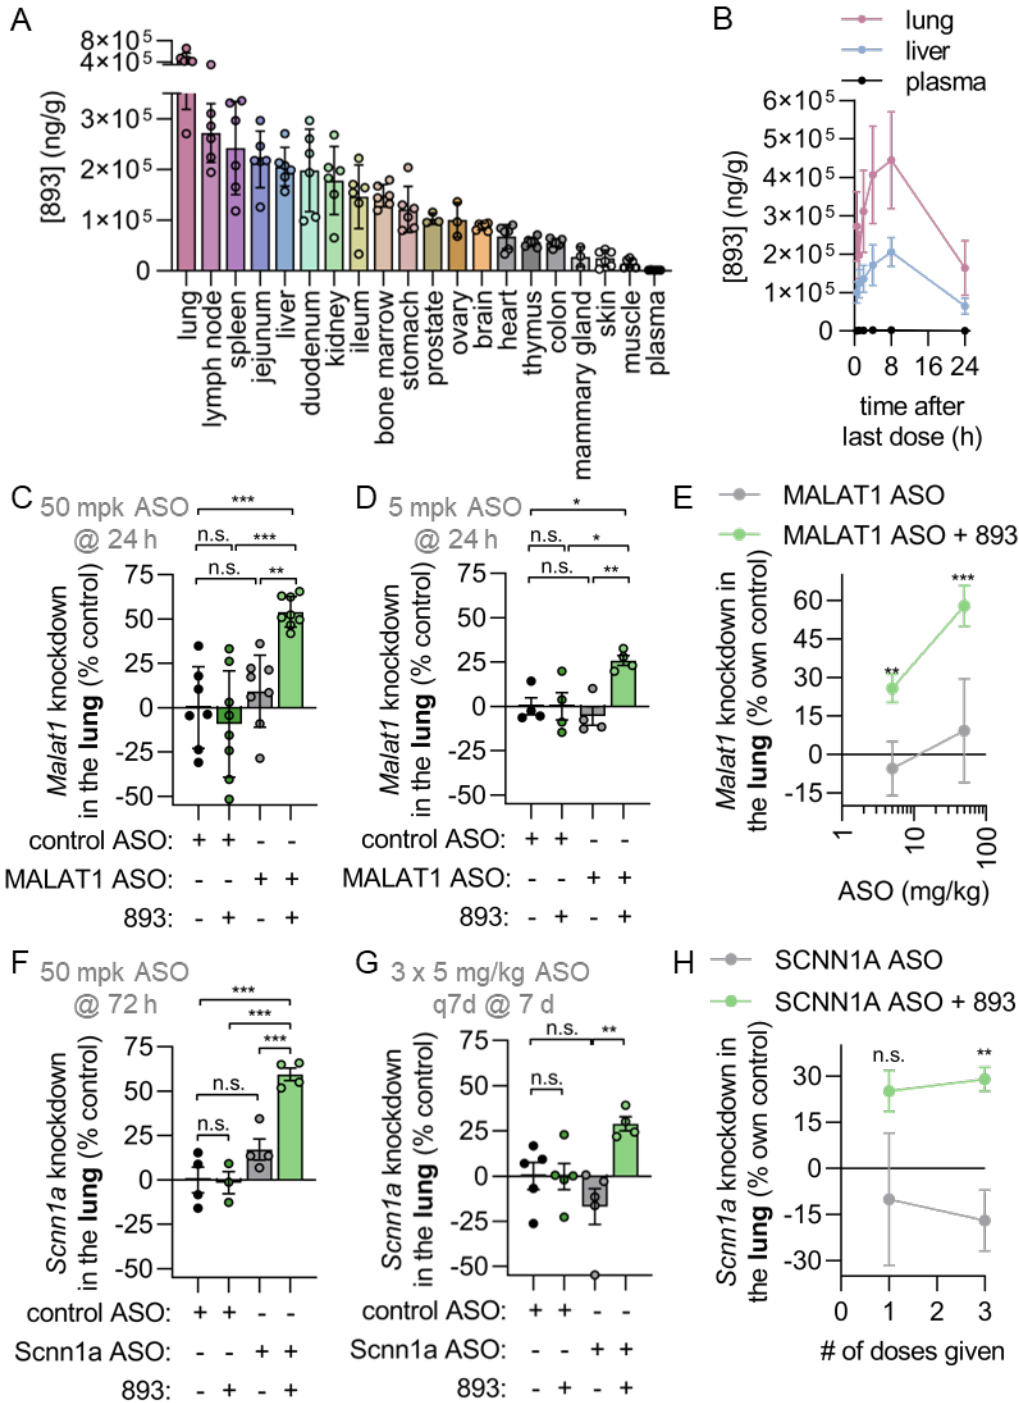 A
[893] (ng/g)
8×10⁵
4×10⁵
3×10⁵
2×10⁵
1×10⁵
0
lung
lymph node
spleen
jejunum
liver
duodenum
kidney
ileum
bone marrow
stomach
prostate
ovary
brain
heart
thymus
colon
mammary gland
skin
muscle
plasma
B
lung
liver
plasma
[893] (ng/g)
6×10⁵
5×10⁵
4×10⁵
3×10⁵
2×10⁵
1×10⁵
0
0 8 16 24
time after
last dose (h)
C 50 mpk ASO
@ 24 h
***
n.s. ***
n.s. **
Malat1 knockdown
in the lung (% control)
75
50
25
0
-25
-50
control ASO: + + - -
MALAT1 ASO: - - + +
893: - + - +
D 5 mpk ASO
@ 24 h
*
n.s. *
n.s. **
Malat1 knockdown
in the lung (% control)
75
50
25
0
-25
-50
control ASO: + + - -
MALAT1 ASO: - - + +
893: - + - +
E MALAT1 ASO
MALAT1 ASO + 893
Malat1 knockdown in
the lung (% own control)
60
45
30
15
0
-15
**
***
1 10 100
ASO (mg/kg)
F 50 mpk ASO
@ 72 h
***
***
***
n.s.
n.s.
Scnn1a knockdown
in the lung (% control)
75
50
25
0
-25
-50
control ASO: + + - -
Scnn1a ASO: - - + +
893: - + - +
G 3 x 5 mg/kg ASO
q7d @ 7 d
n.s. **
n.s.
Scnn1a knockdown
in the lung (% control)
75
50
25
0
-25
-50
control ASO: + + - -
Scnn1a ASO: - - + +
893: - + - +
H SCNN1A ASO
SCNN1A ASO + 893
Scnn1a knockdown in
the lung (% own control)
30
15
0
-15
-30
n.s. **
0 1 2 3
# of doses given